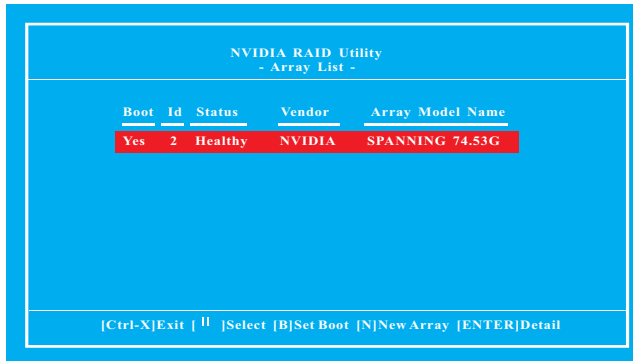 NVIDIA RAID Utility
- Array List -
Boot Id Status Vendor Array Model Name
Yes 2 Healthy NVIDIA SPANNING 74.53G
[Ctrl-X]Exit [ ]Select [B]Set Boot [N]New Array [ENTER]Detail